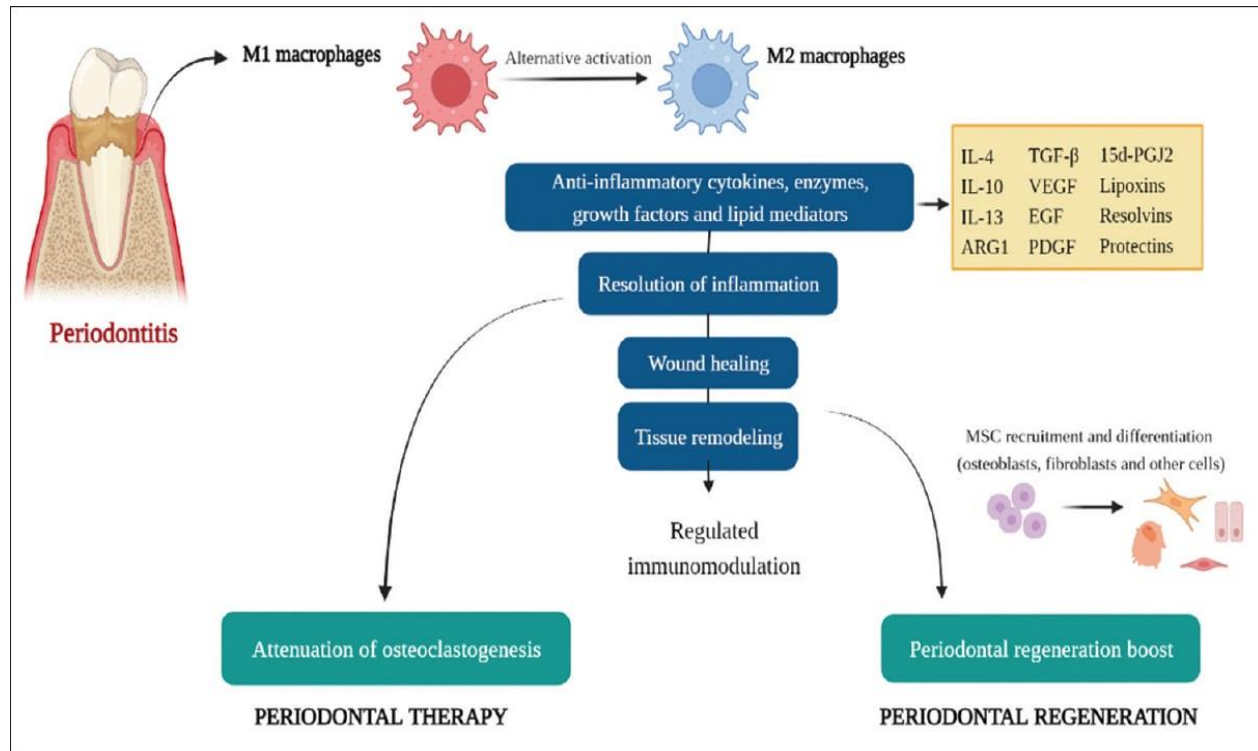 M1 macrophages
Alternative activation
M2 macrophages
Periodontitis
Anti-inflammatory cytokines, enzymes,
growth factors and lipid mediators
IL-4 TGF-β 15d-PGJ2
IL-10 VEGF Lipoxins
IL-13 EGF Resolvins
ARG1 PDGF Protectins
Resolution of inflammation
Wound healing
Tissue remodeling
MSC recruitment and differentiation
(osteoblasts, fibroblasts and other cells)
Regulated
immunomodulation
Attenuation of osteoclastogenesis
PERIODONTAL THERAPY
Periodontal regeneration boost
PERIODONTAL REGENERATION